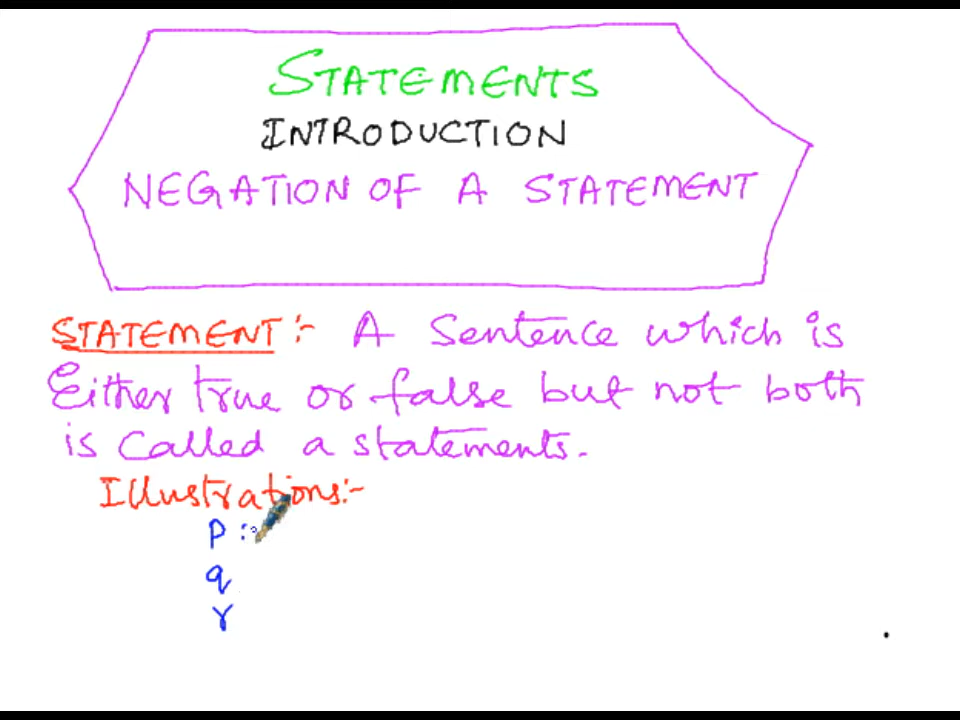 STATEMENTS
INTRODUCTION
NEGATION OF A STATEMENT
STATEMENT :- A Sentence which is
Either true or false but not both
is Called a statements.
Illustrations:-
P :
q
r